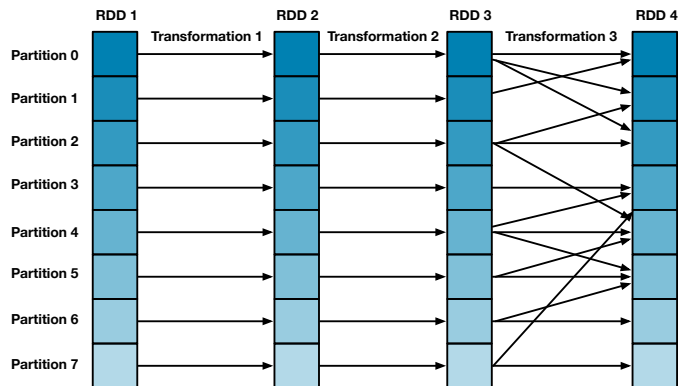 RDD 1 RDD 2 RDD 3 RDD 4
Transformation 1 Transformation 2 Transformation 3
Partition 0
Partition 1
Partition 2
Partition 3
Partition 4
Partition 5
Partition 6
Partition 7